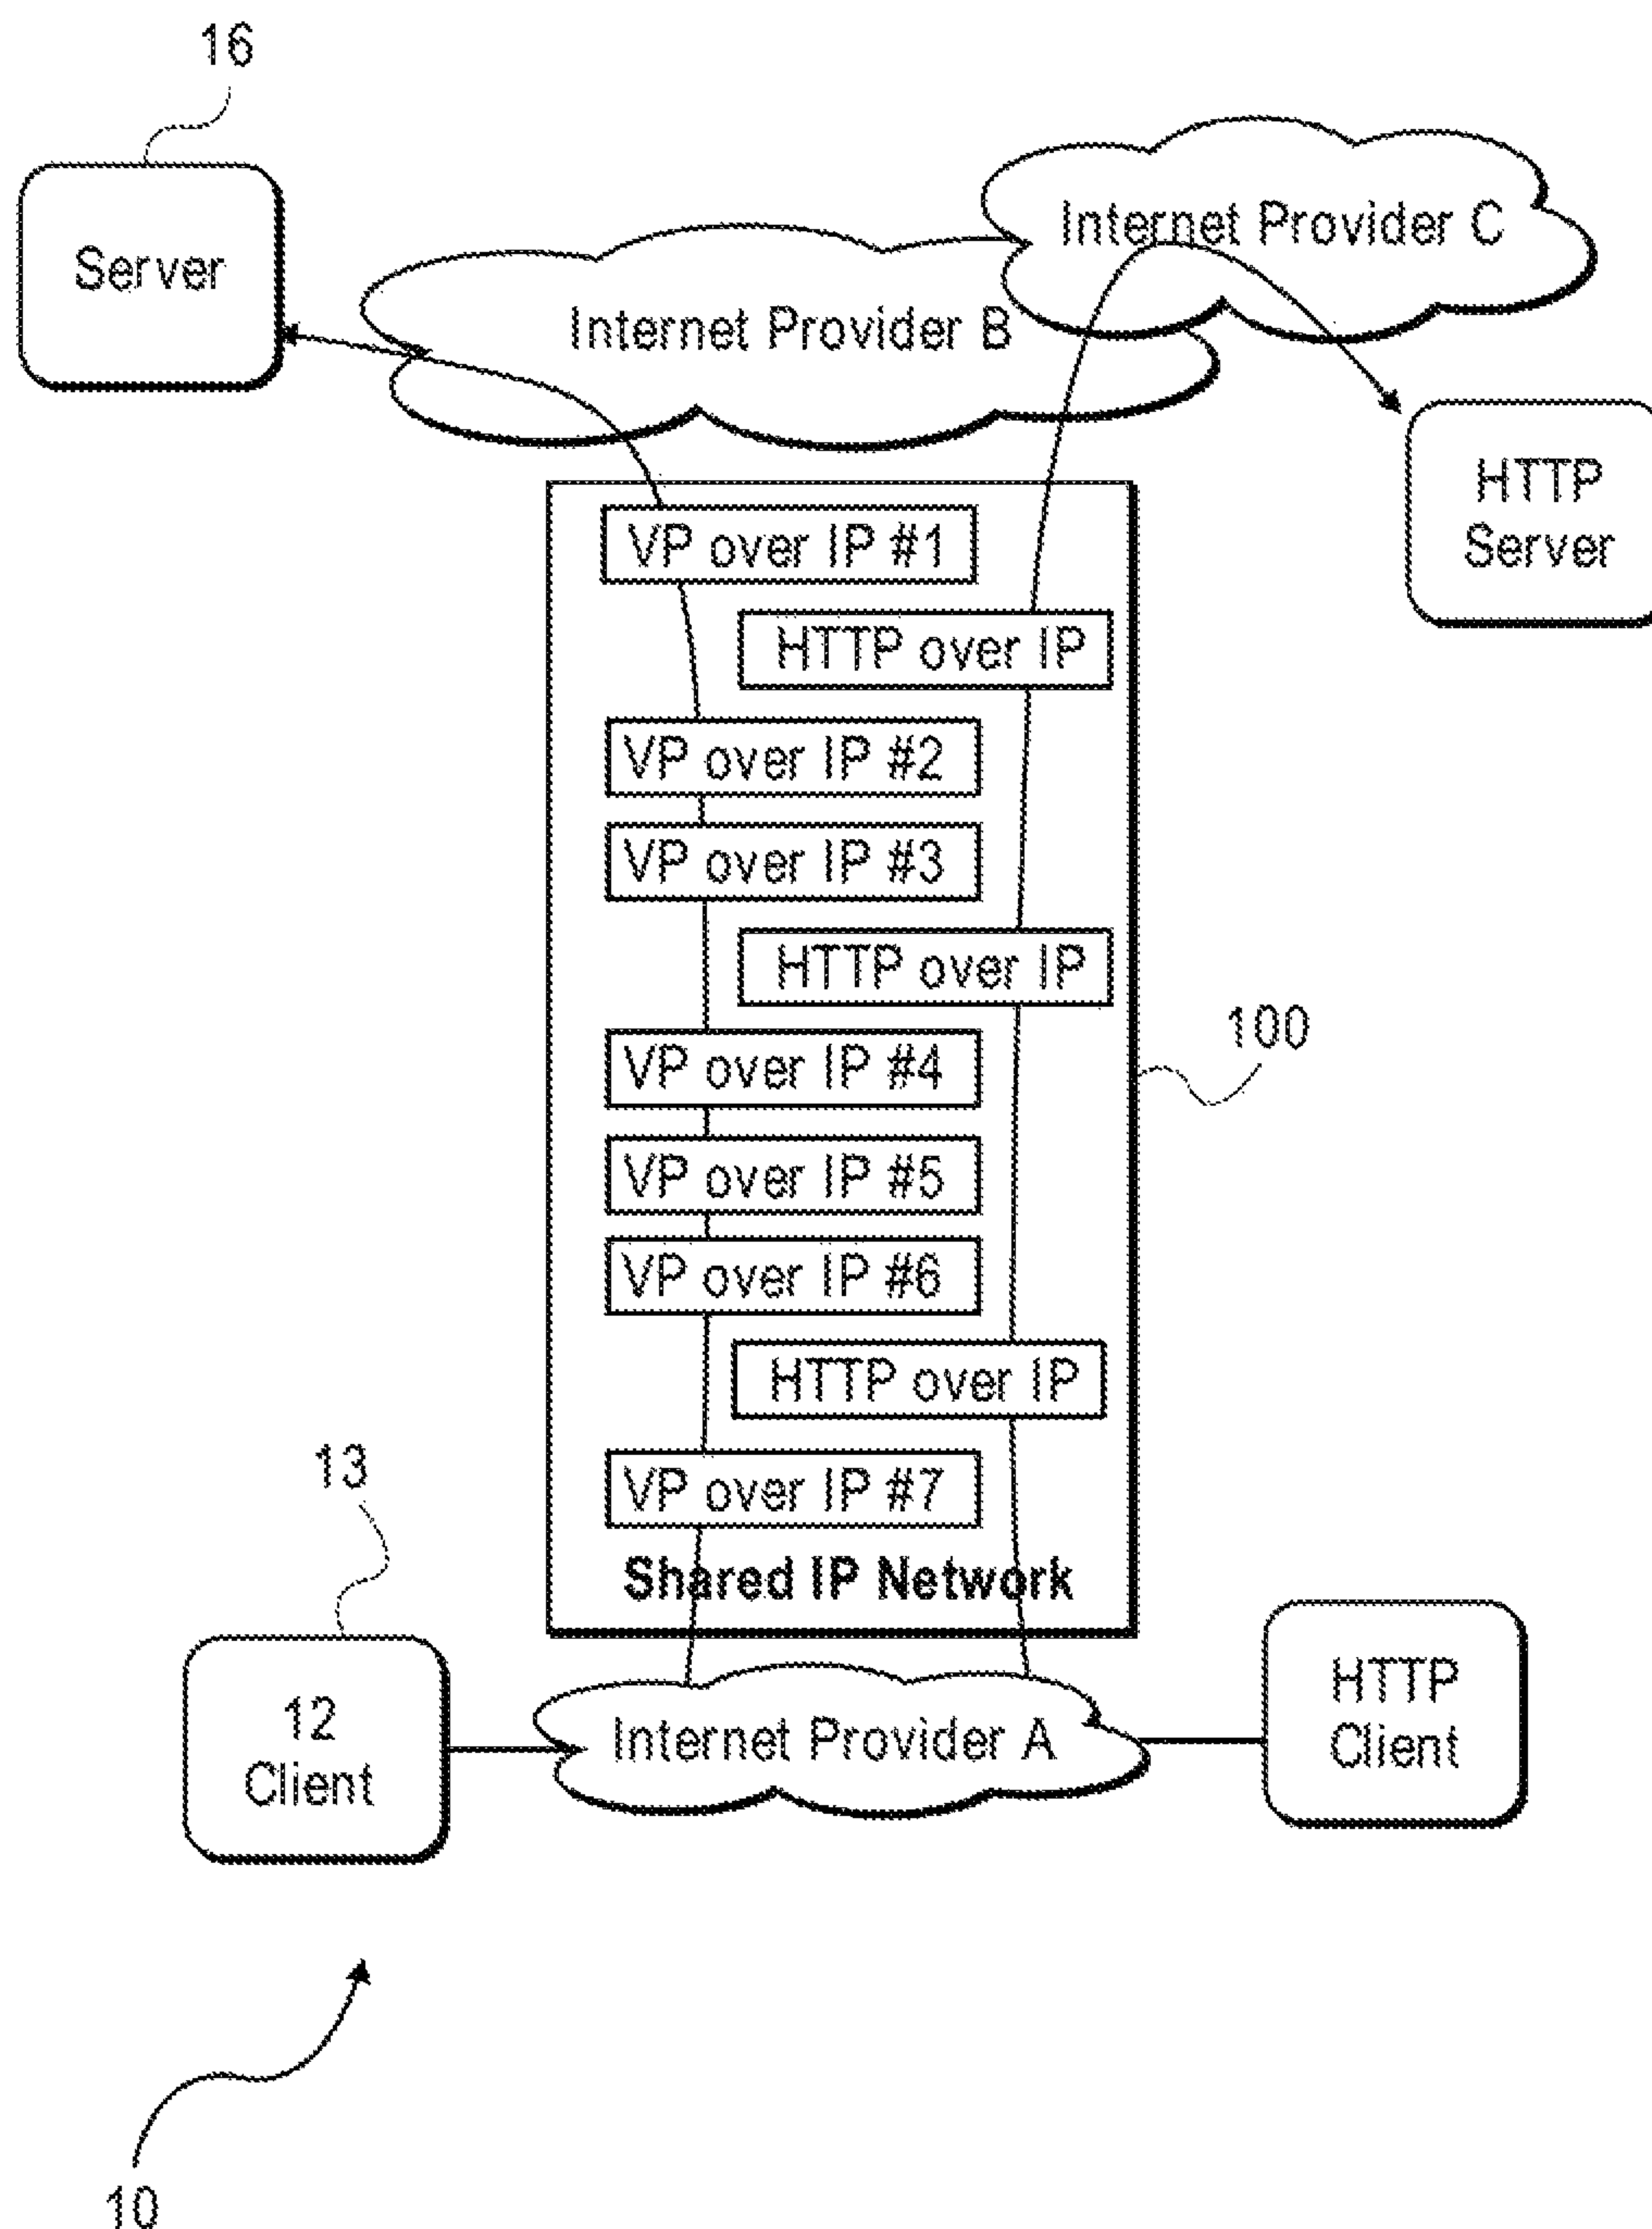 16
Server
Internet Provider C
Internet Provider B
HTTP
Server
VP over IP #1
HTTP over IP
VP over IP #2
VP over IP #3
HTTP over IP
100
VP over IP #4
VP over IP #5
VP over IP #6
HTTP over IP
13
VP over IP #7
Shared IP Network
12
Client
Internet Provider A
HTTP
Client
10